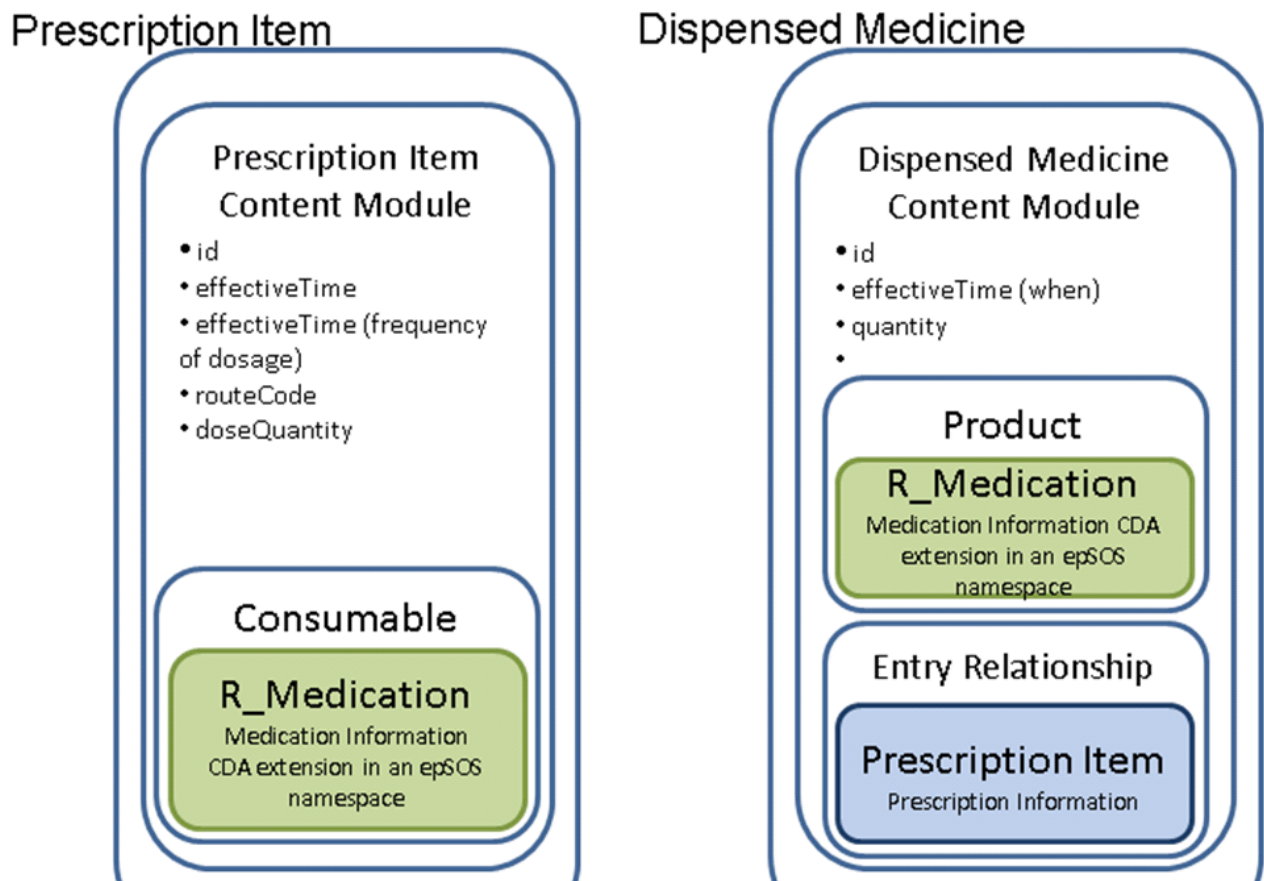 Prescription Item
Prescription Item
Content Module
• id
• effectiveTime
• effectiveTime (frequency
of dosage)
• routeCode
• doseQuantity
Consumable
R_Medication
Medication Information
CDA extension in an epSOS
namespace
Dispensed Medicine
Dispensed Medicine
Content Module
• id
• effectiveTime (when)
• quantity
•
Product
R_Medication
Medication Information CDA
extension in an epSOS
namespace
Entry Relationship
Prescription Item
Prescription Information